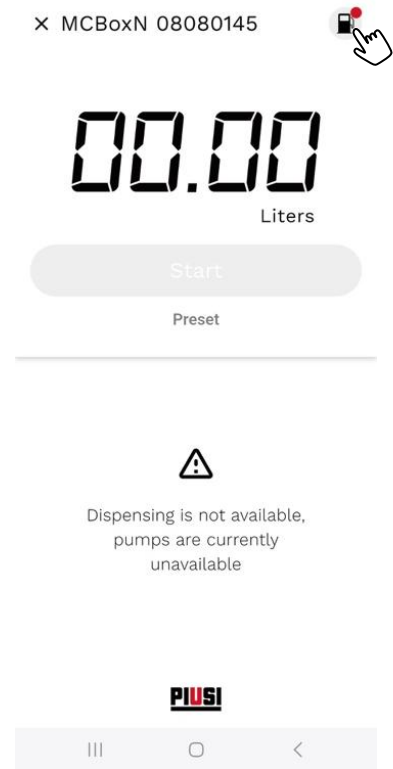 × MCBoxN 08080145
00.00
Liters
Start
Preset
Dispensing is not available,
pumps are currently
unavailable
PIUSI